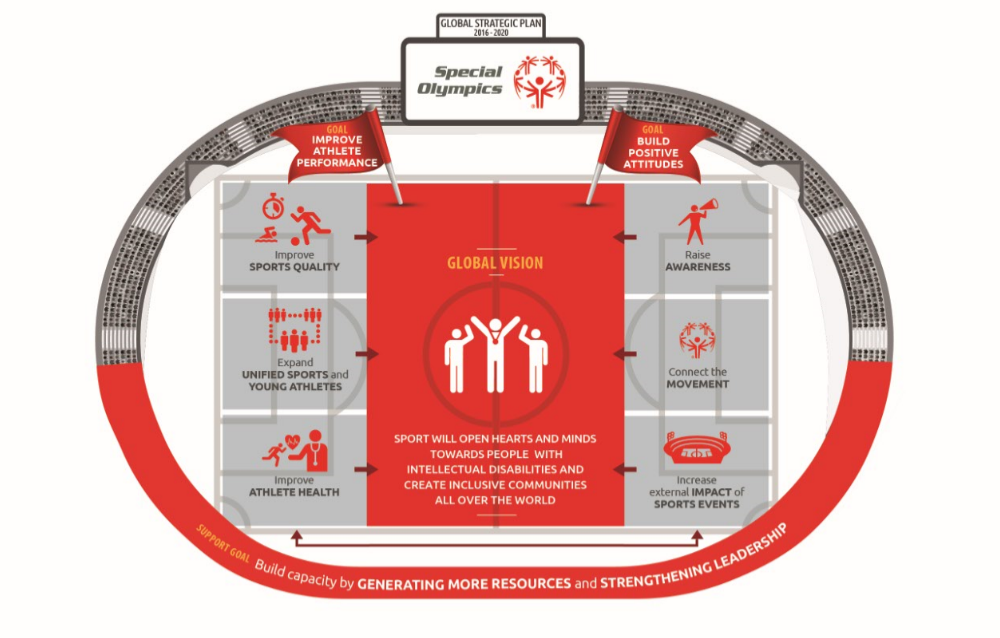 GLOBAL STRATEGIC PLAN
2016 - 2020
Special
Olympics
GOAL
IMPROVE
ATHLETE
PERFORMANCE
GOAL
BUILD
POSITIVE
ATTITUDES
Improve
SPORTS QUALITY
Expand
UNIFIED SPORTS and
YOUNG ATHLETES
Improve
ATHLETE HEALTH
GLOBAL VISION
SPORT WILL OPEN HEARTS AND MINDS
TOWARDS PEOPLE WITH
INTELLECTUAL DISABILITIES AND
CREATE INCLUSIVE COMMUNITIES
ALL OVER THE WORLD
Raise
AWARENESS
Connect the
MOVEMENT
Increase
external IMPACT of
SPORTS EVENTS
SUPPORT GOAL Build capacity by GENERATING MORE RESOURCES and STRENGTHENING LEADERSHIP